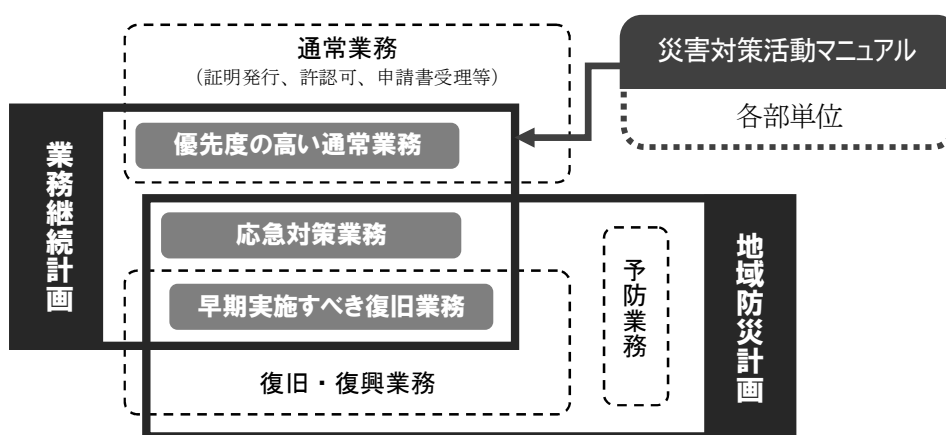 通常業務
（証明発行、許認可、申請書受理等）
災害対策活動マニュアル
各部単位
優先度の高い通常業務
業務継続計画
応急対策業務
早期実施すべき復旧業務
復旧・復興業務
予防業務
地域防災計画